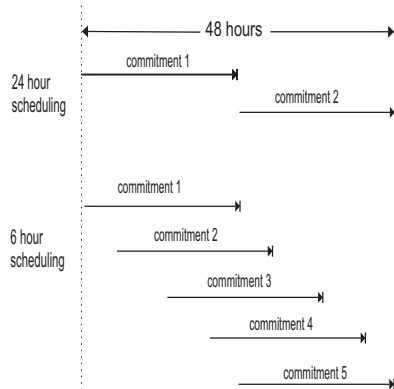 48 hours
commitment 1
24 hour
scheduling
commitment 2
commitment 1
commitment 2
6 hour
scheduling
commitment 3
commitment 4
commitment 5